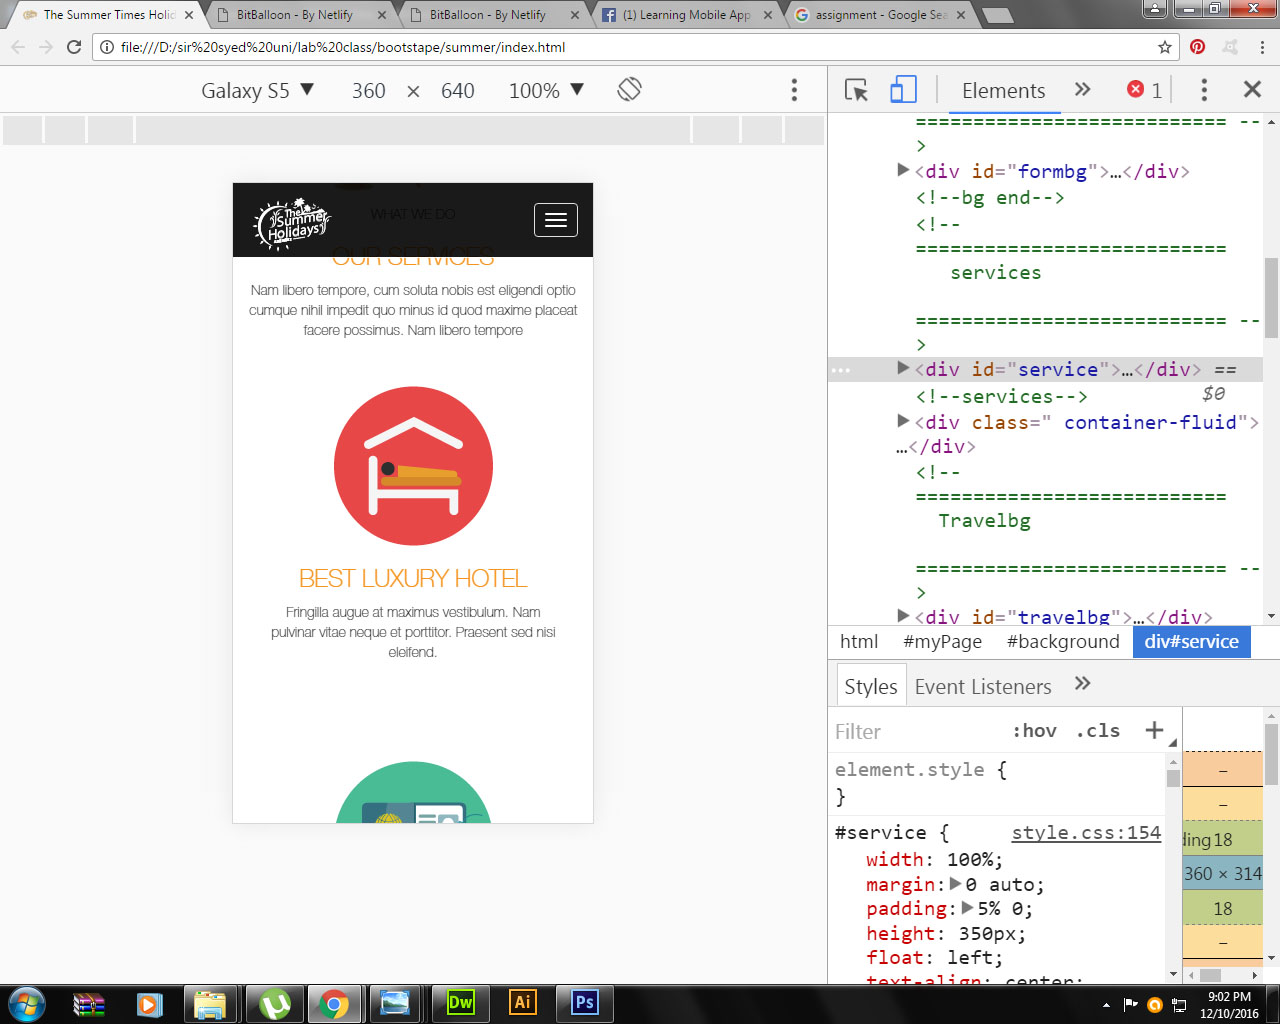 The Summer Times Holid
BitBalloon - By Netlify
BitBalloon - By Netlify
(1) Learning Mobile App
assignment - Google Sea
file:///D:/sir%20syed%20uni/lab%20class/bootstape/summer/index.html
Galaxy S5 ▼ 360 × 640 100% ▼
Elements » 1
The
Summer
Holidays
WHAT WE DO
OUR SERVICES
Nam libero tempore, cum soluta nobis est eligendi optio
cumque nihil impedit quo minus id quod maxime placeat
facere possimus. Nam libero tempore
BEST LUXURY HOTEL
Fringilla augue at maximus vestibulum. Nam
pulvinar vitae neque et porttitor. Praesent sed nisi
eleifend.
=========================== --
>
<div id="formbg">…</div>
<!--bg end-->
<!--
===========================
services
=========================== --
>
<div id="service">…</div> ==
$0
<!--services-->
<div class=" container-fluid">
…</div>
<!--
===========================
Travelbg
=========================== --
>
<div id="travelbg">…</div>
html #myPage #background div#service
Styles Event Listeners »
Filter :hov .cls +
element.style {
}
#service { style.css:154
width: 100%;
margin: 0 auto;
padding: 5% 0;
height: 350px;
float: left;
text-align: center;
–
–
ding 18
360 × 314
18
–
Dw
Ai
Ps
9:02 PM
12/10/2016